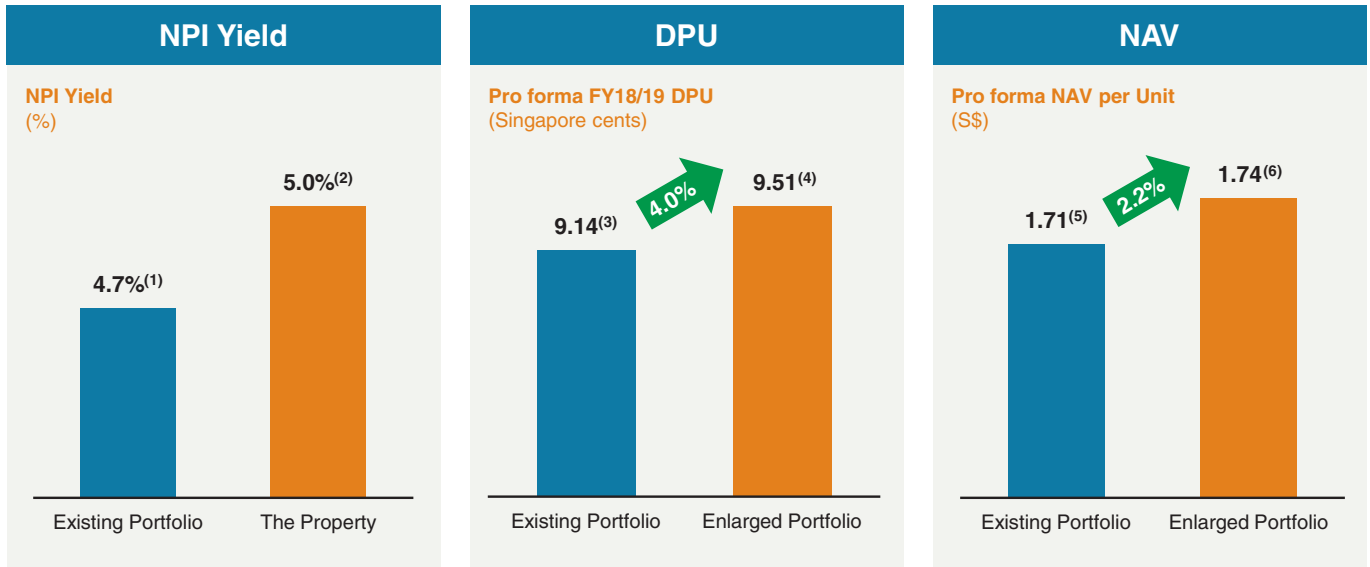 NPI Yield
NPI Yield
(%)
4.7%(1)
5.0%(2)
Existing Portfolio
The Property
DPU
Pro forma FY18/19 DPU
(Singapore cents)
9.14(3)
4.0%
9.51(4)
Existing Portfolio
Enlarged Portfolio
NAV
Pro forma NAV per Unit
(S$)
1.71(5)
2.2%
1.74(6)
Existing Portfolio
Enlarged Portfolio